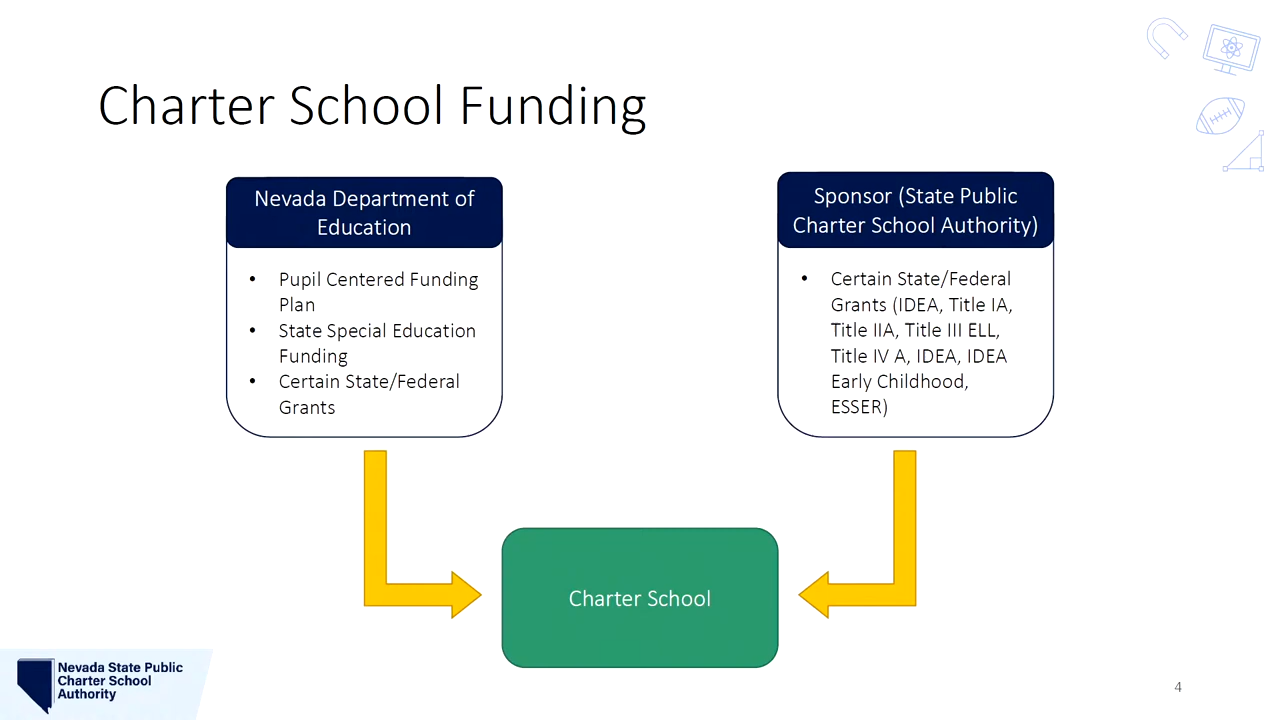 Charter School Funding
Nevada Department of
Education
• Pupil Centered Funding
Plan
• State Special Education
Funding
• Certain State/Federal
Grants
Sponsor (State Public
Charter School Authority)
• Certain State/Federal
Grants (IDEA, Title IA,
Title IIA, Title III ELL,
Title IV A, IDEA, IDEA
Early Childhood,
ESSER)
Charter School
Nevada State Public
Charter School
Authority
4